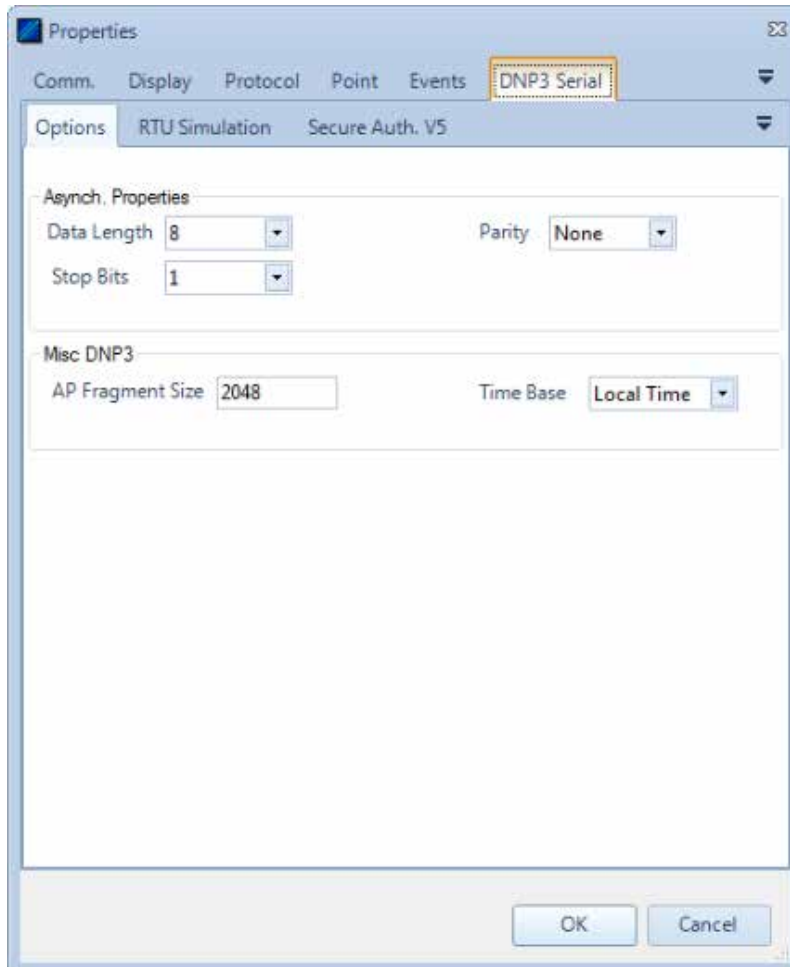 Properties
Comm. Display Protocol Point Events DNP3 Serial
Options RTU Simulation Secure Auth. V5
Asynch. Properties
Data Length 8 Parity None
Stop Bits 1
Misc DNP3
AP Fragment Size 2048 Time Base Local Time
OK Cancel